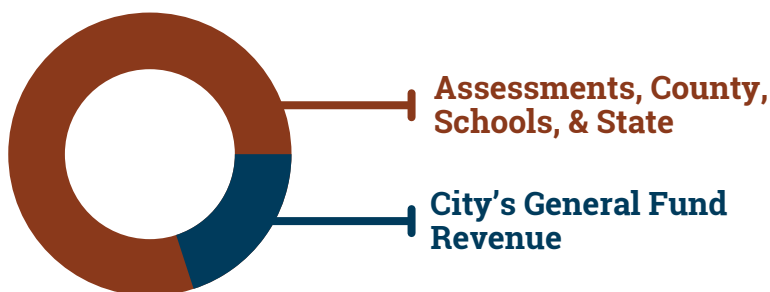 Assessments, County,
Schools, & State
City’s General Fund
Revenue